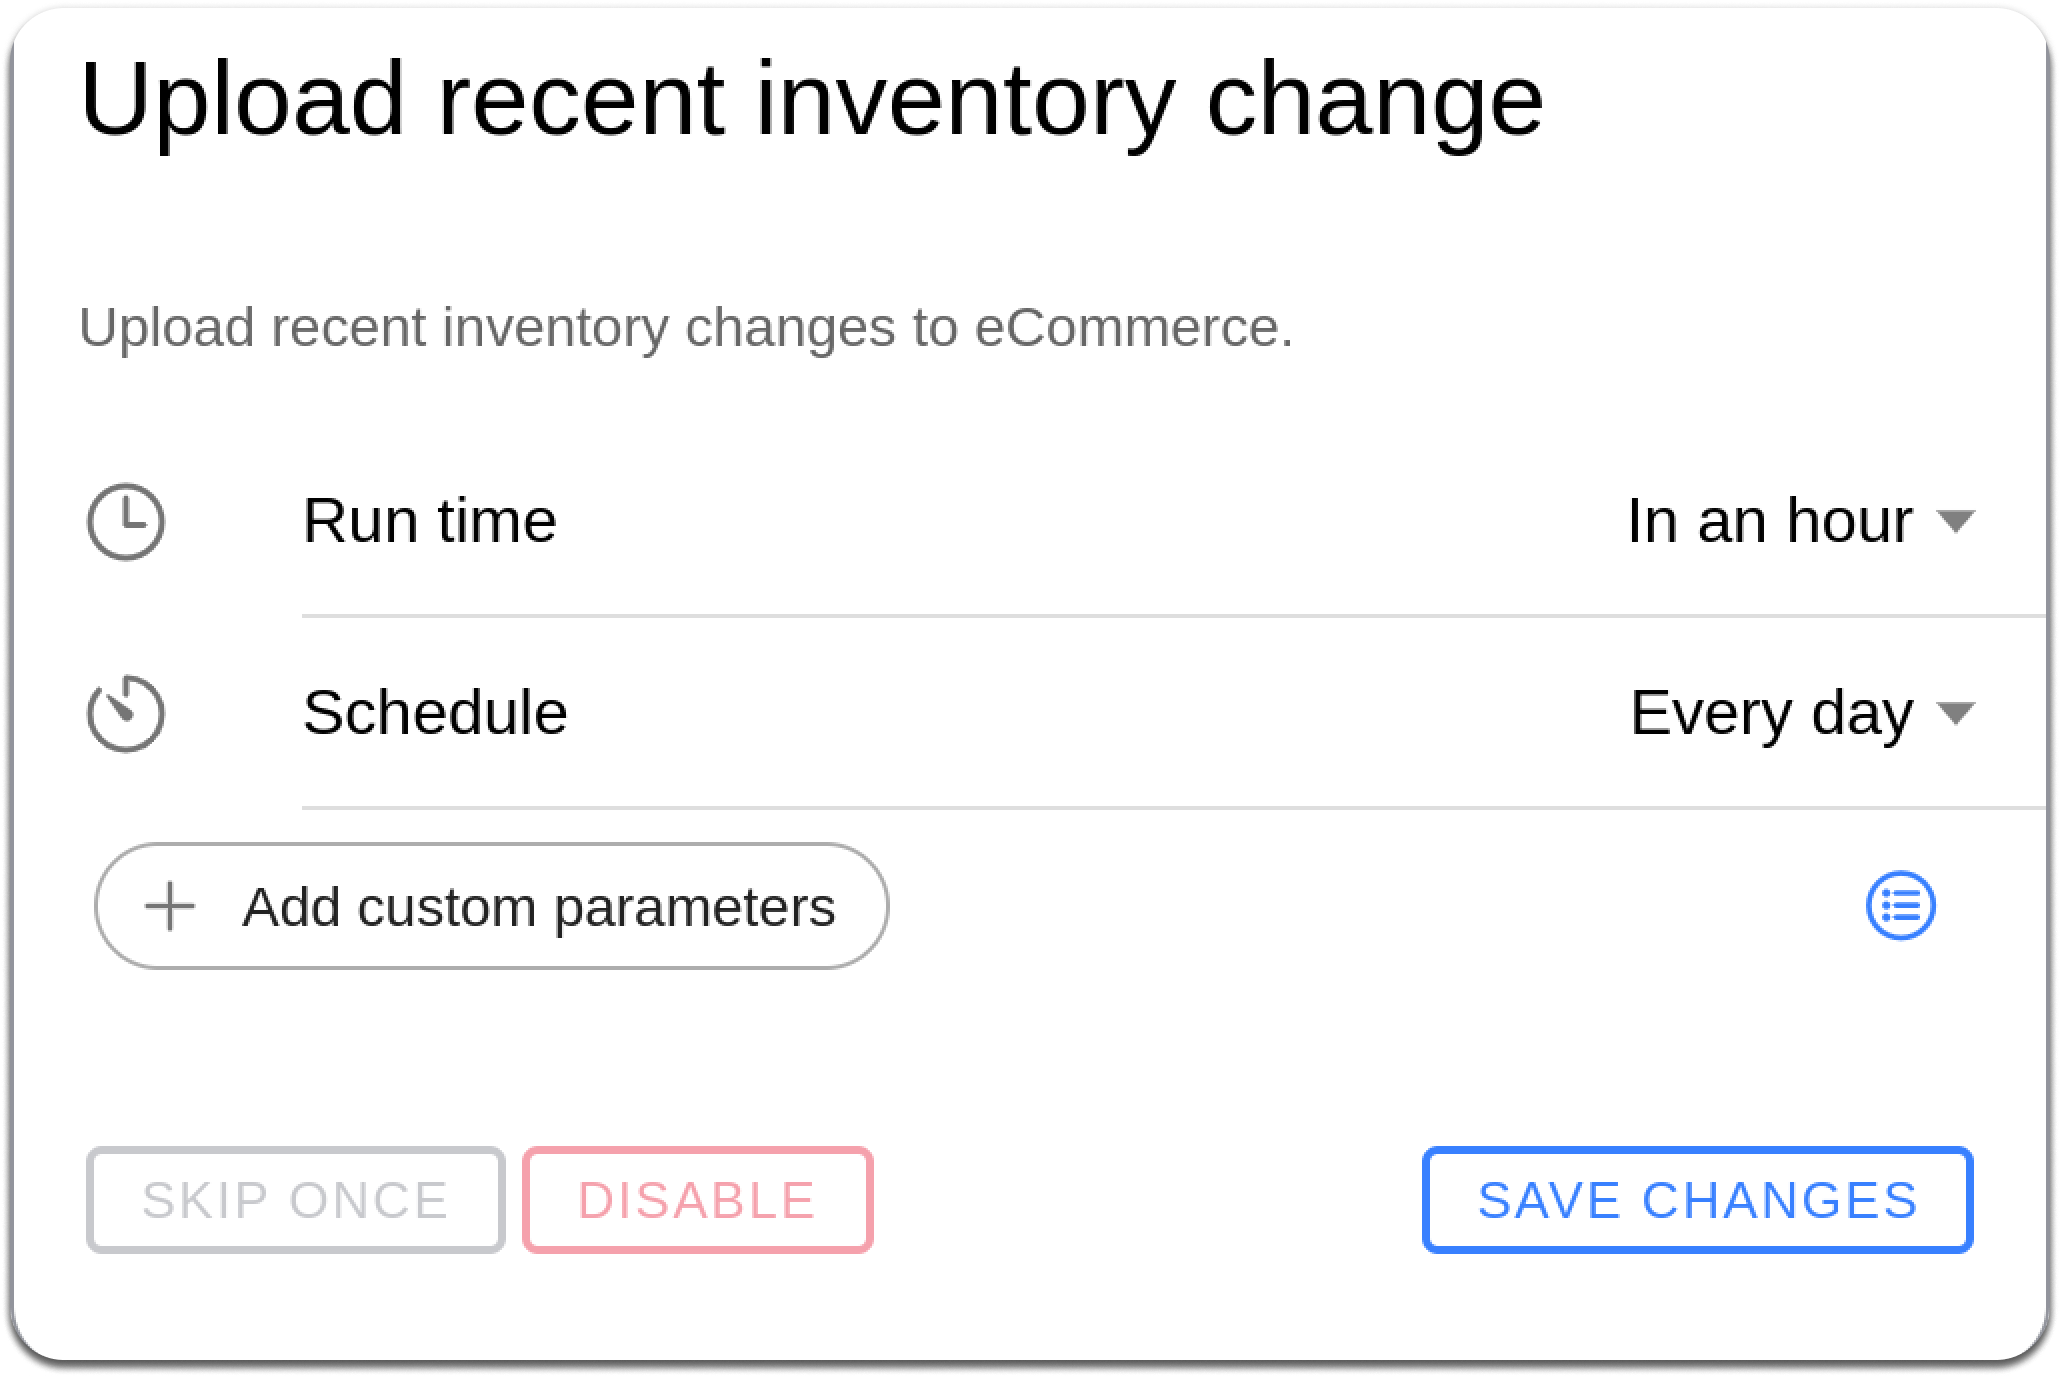 Upload recent inventory change
Upload recent inventory changes to eCommerce.
Run time In an hour
Schedule Every day
Add custom parameters
SKIP ONCE DISABLE SAVE CHANGES